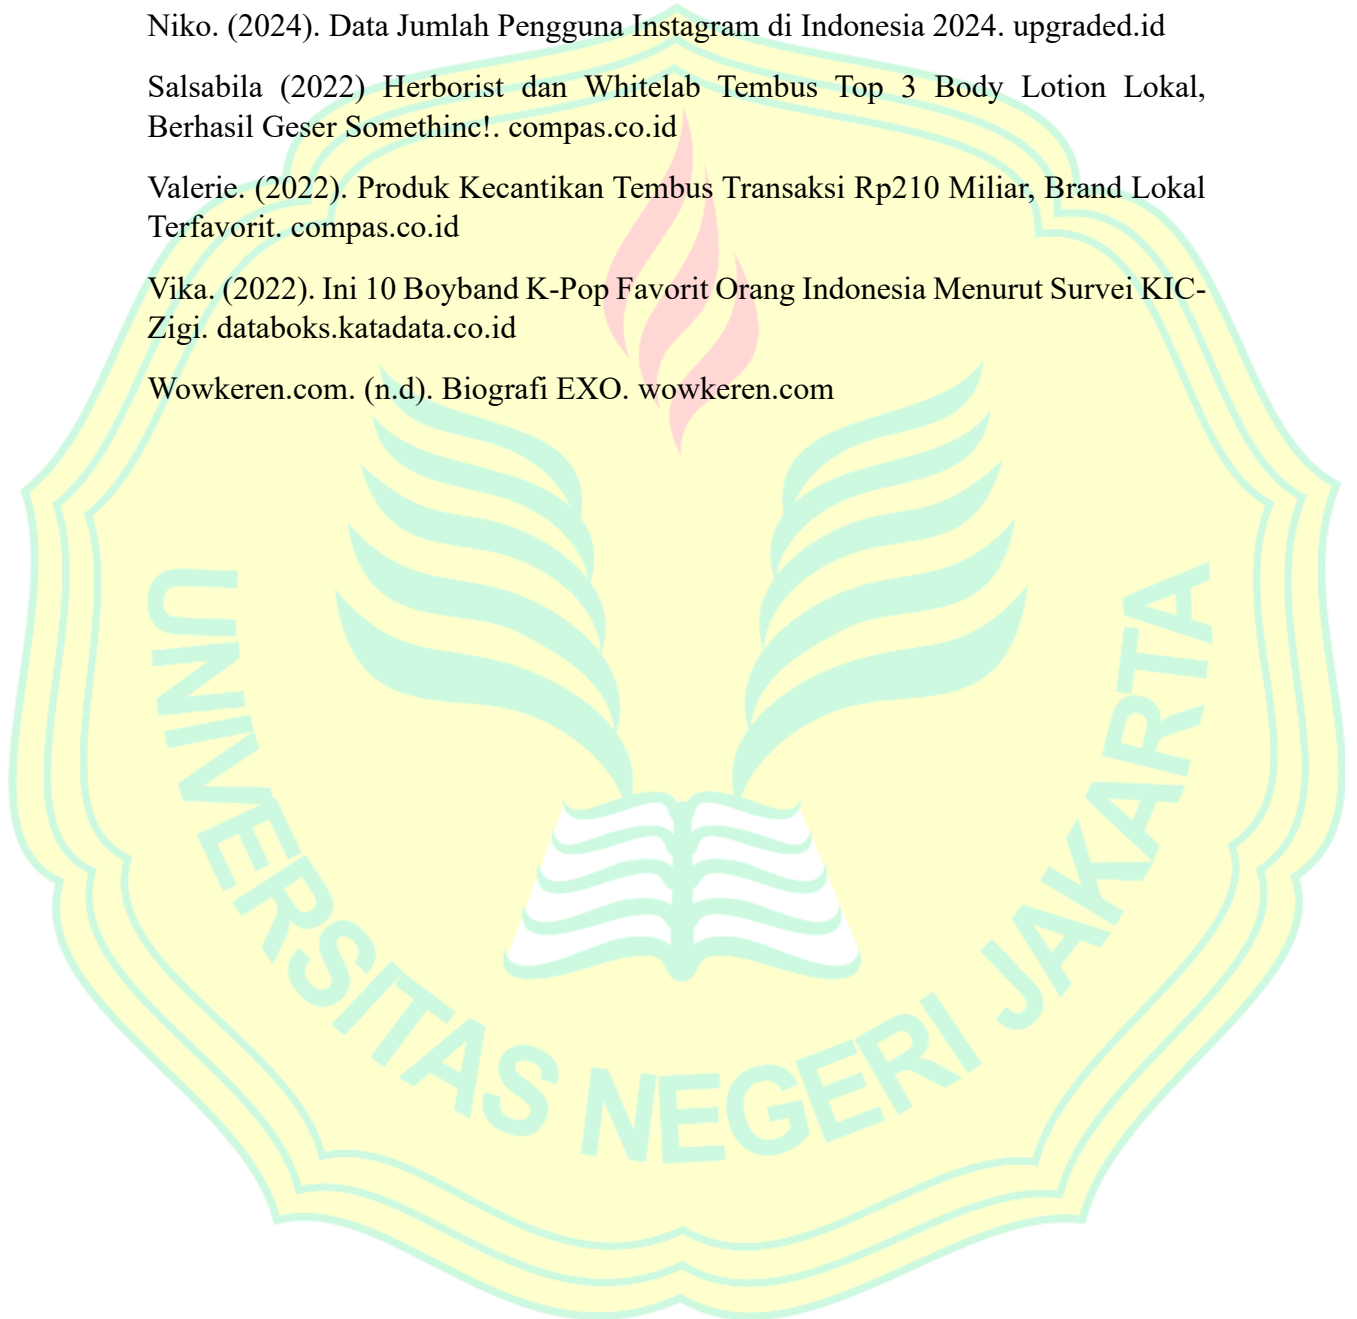 Niko. (2024). Data Jumlah Pengguna Instagram di Indonesia 2024. upgraded.id
Salsabila (2022) Herborist dan Whitelab Tembus Top 3 Body Lotion Lokal,
Berhasil Geser Somethinc!. compas.co.id
Valerie. (2022). Produk Kecantikan Tembus Transaksi Rp210 Miliar, Brand Lokal
Terfavorit. compas.co.id
Vika. (2022). Ini 10 Boyband K-Pop Favorit Orang Indonesia Menurut Survei KIC-
Zigi. databoks.katadata.co.id
Wowkeren.com. (n.d). Biografi EXO. wowkeren.com
UNIVERSITAS NEGERI JAKARTA